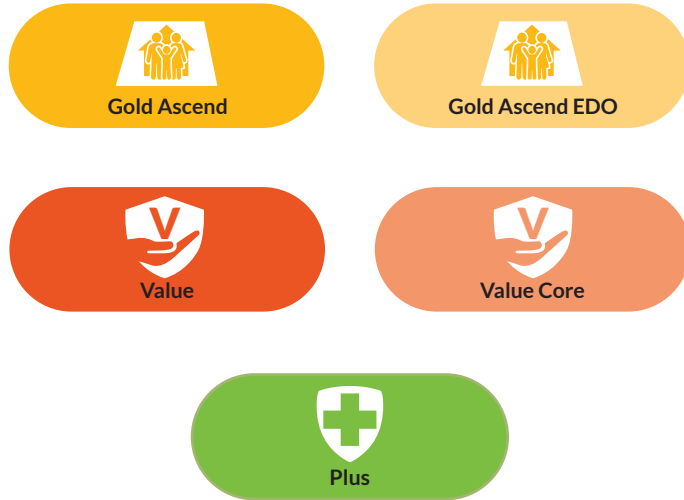 Gold Ascend
Gold Ascend EDO
V
Value
V
Value Core
Plus